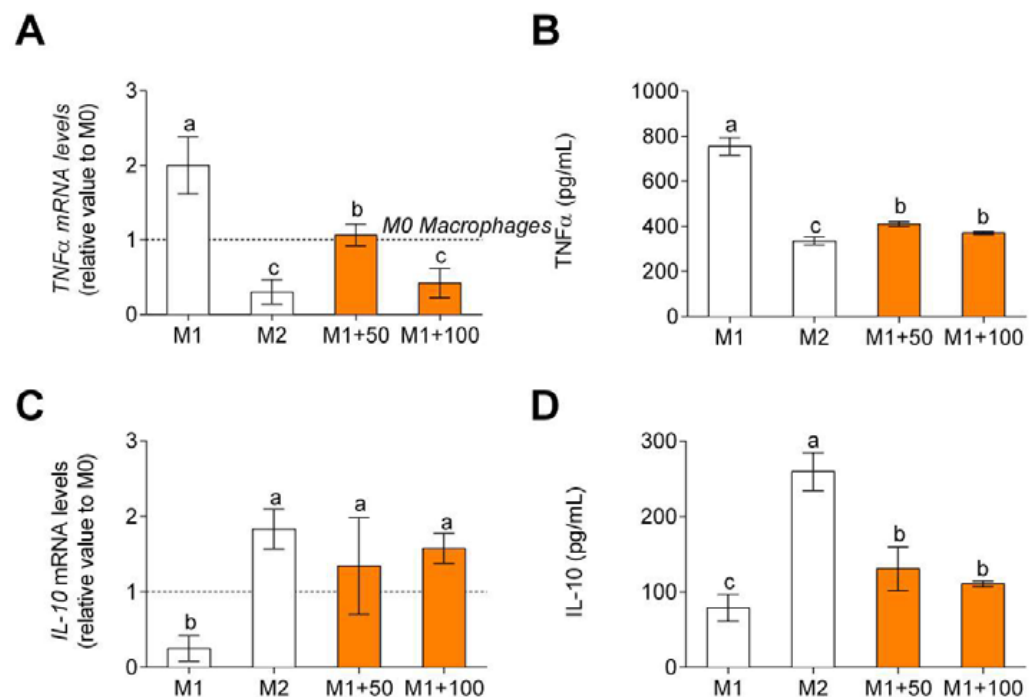 A
TNFα mRNA levels
(relative value to M0)
3
2
1
0
a
c
b
c
M0 Macrophages
M1
M2
M1+50
M1+100
B
TNFα (pg/mL)
1000
800
600
400
200
0
a
c
b
b
M1
M2
M1+50
M1+100
C
IL-10 mRNA levels
(relative value to M0)
3
2
1
0
b
a
a
a
M1
M2
M1+50
M1+100
D
IL-10 (pg/mL)
300
200
100
0
c
a
b
b
M1
M2
M1+50
M1+100